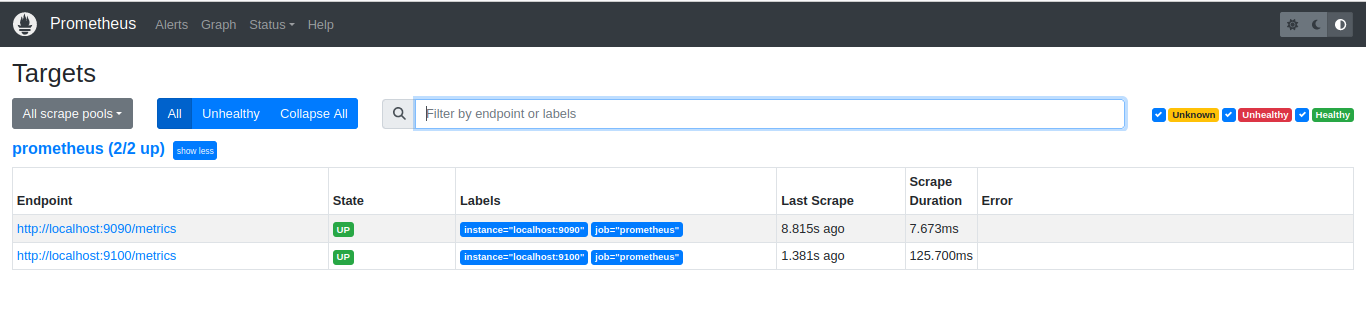 Prometheus Alerts Graph Status Help
Targets
All scrape pools All Unhealthy Collapse All Filter by endpoint or labels Unknown Unhealthy Healthy
prometheus (2/2 up) show less
Endpoint State Labels Last Scrape Scrape Duration Error
http://localhost:9090/metrics UP instance="localhost:9090" job="prometheus" 8.815s ago 7.673ms
http://localhost:9100/metrics UP instance="localhost:9100" job="prometheus" 1.381s ago 125.700ms